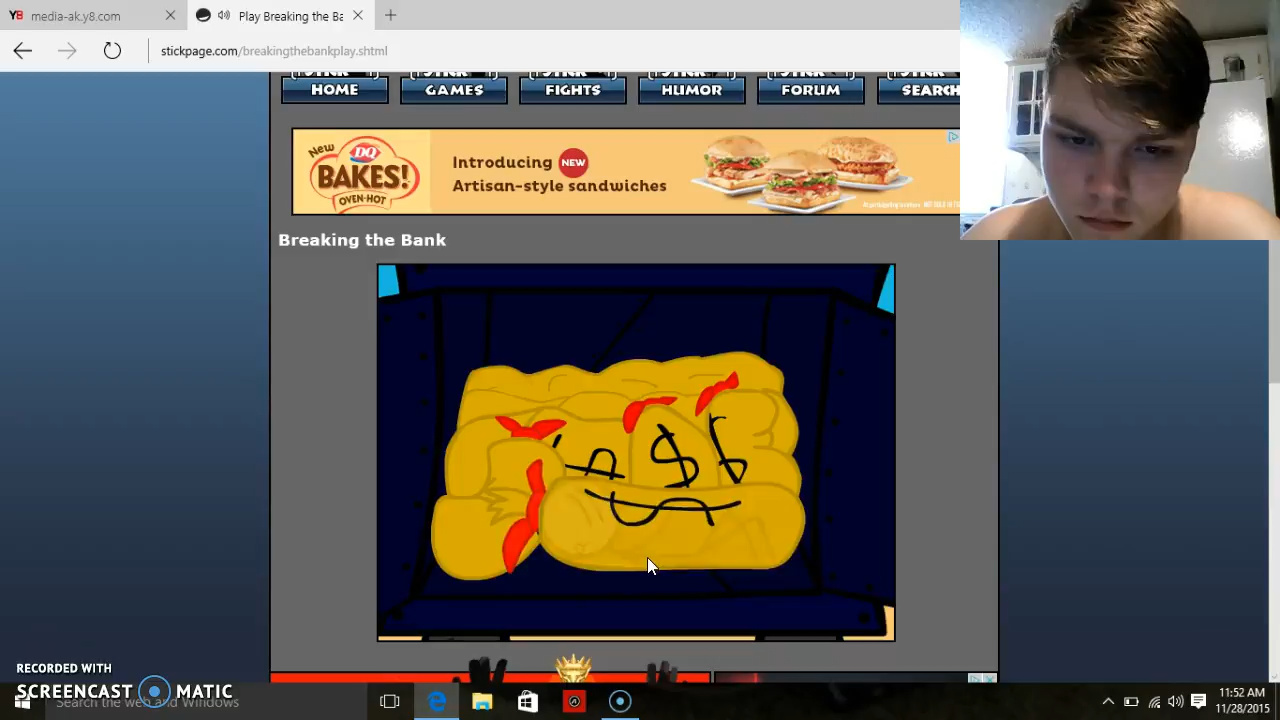 media-ak.y8.com
Play Breaking the Ba
stickpage.com/breakingthebankplay.shtml
HOME
GAMES
FIGHTS
HUMOR
FORUM
SEARCH
New
DQ
BAKES!
OVEN-HOT
Introducing NEW
Artisan-style sandwiches
Breaking the Bank
$
$
$
$
RECORDED WITH
SCREENCAST MATIC
Search the web and Windows
11:52 AM
11/28/2015